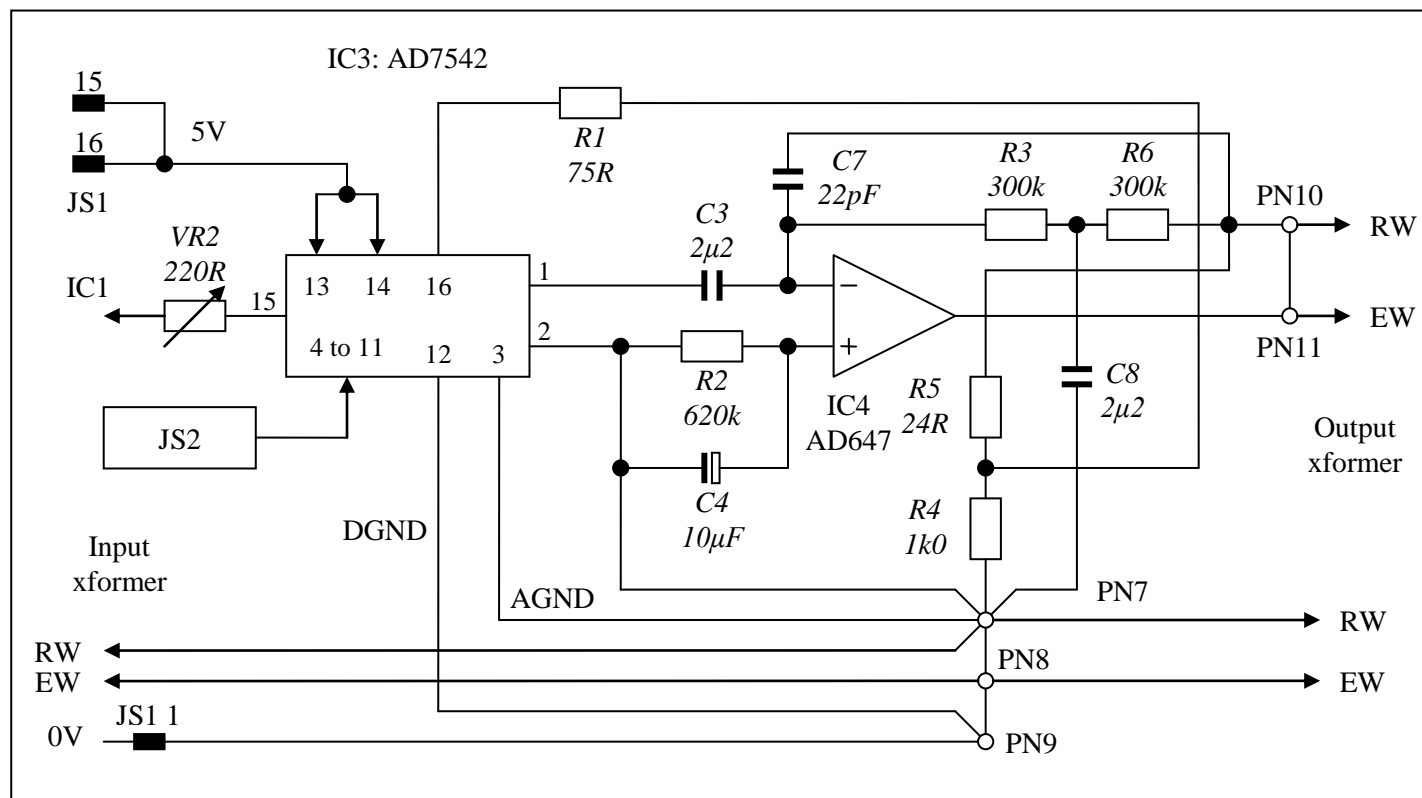 IC3: AD7542
15
16
5V
JS1
R1
75R
C7
22pF
R3
300k
R6
300k
PN10
RW
VR2
220R
C3
2µ2
IC1
15
13
14
16
1
−
EW
4 to 11
12
3
2
+
PN11
R2
620k
IC4
AD647
R5
24R
C8
2µ2
JS2
Output
xformer
C4
10µF
R4
1k0
DGND
Input
xformer
AGND
PN7
RW
RW
PN8
EW
EW
JS1 1
0V
PN9